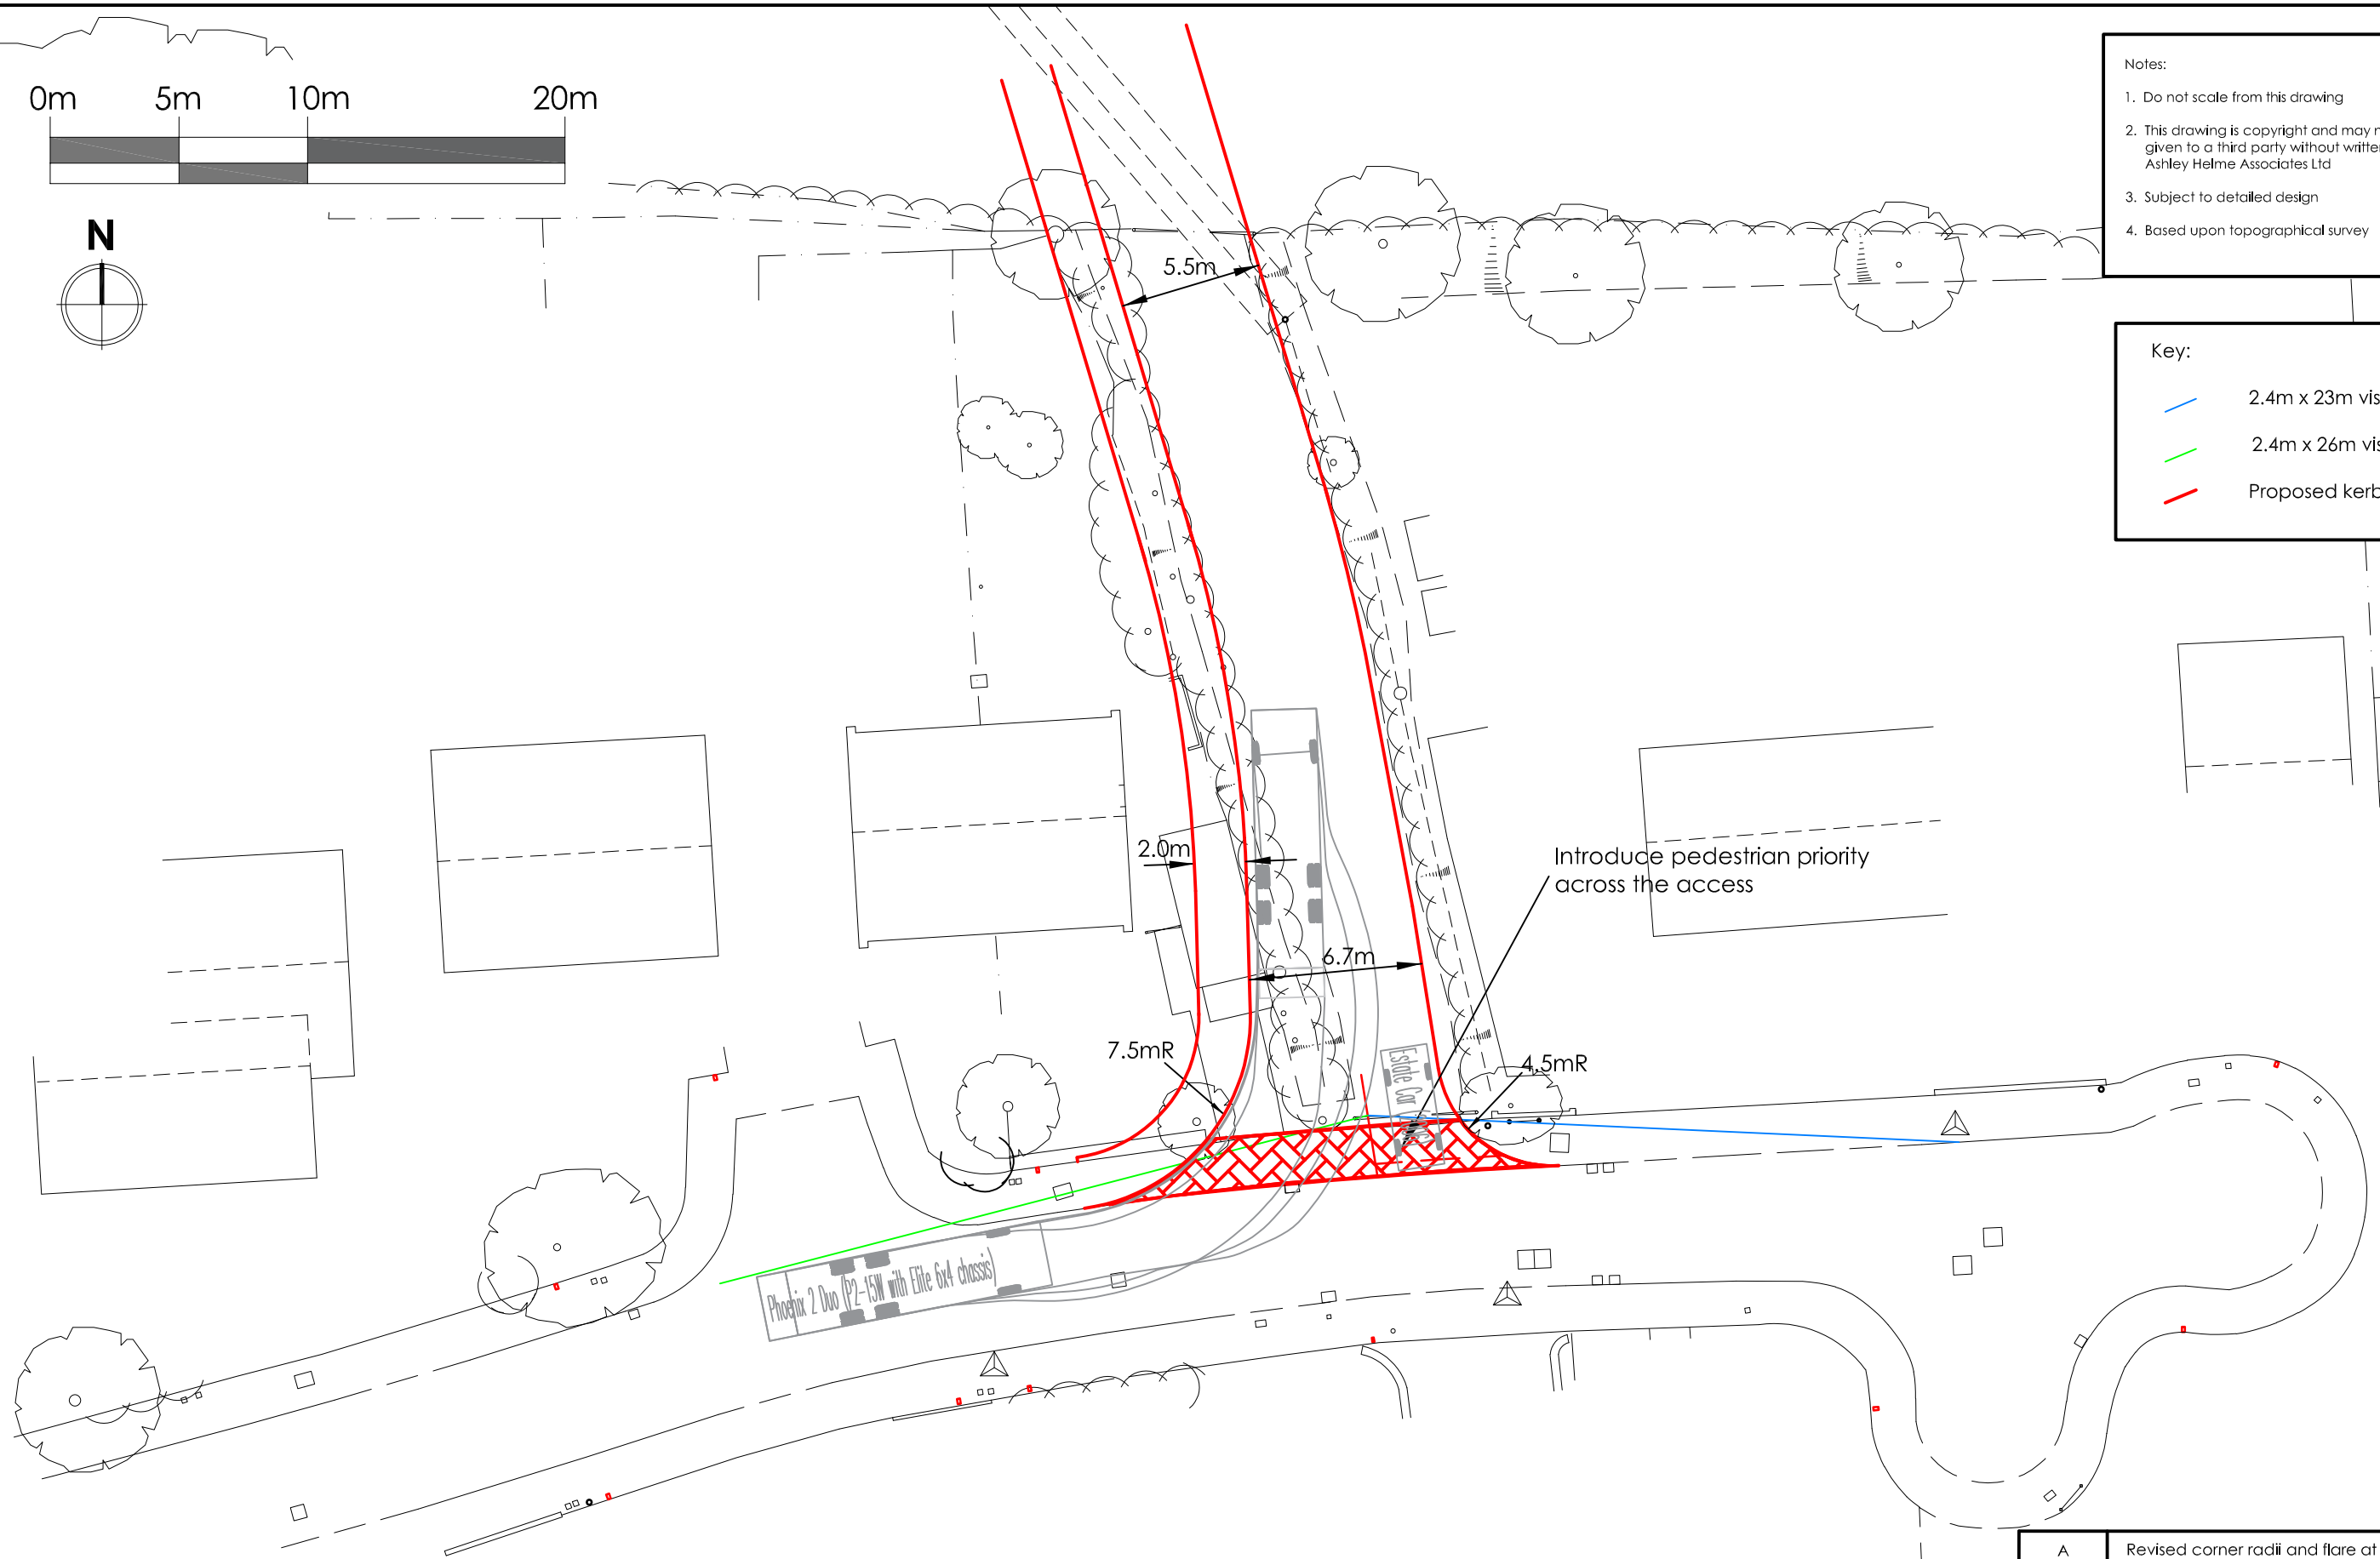 0m 5m 10m 20m
N
Notes:
1. Do not scale from this drawing
2. This drawing is copyright and may
given to a third party without
Ashley Helme Associates Ltd
3. Subject to detailed design
4. Based upon topographical survey
Key:
2.4m x 23m
2.4m x 26m
Proposed
5.5m
2.0m
Introduce pedestrian priority
across the access
6.7m
7.5mR
4.5mR
Estate Car
Phoenix 2 Duo (P2-15W with Elite 6x4 chassis)
A Revised corner radii and flare at